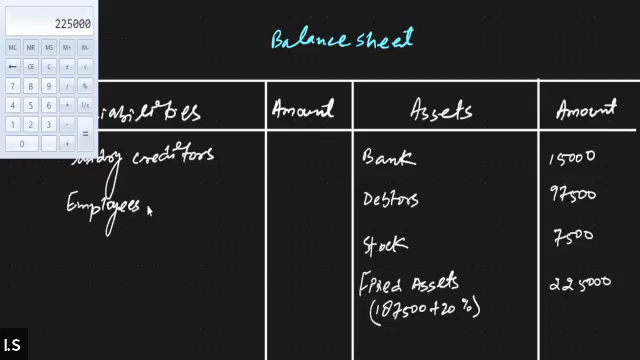 225000
MC MR MS M+ M-
← CE C ± √
7 8 9 / %
4 5 6 * 1/x
1 2 3 - =
0 . +
Balance sheet
Amount Assets Amount
creditors Bank 15000
Employees Debtors 97500
Stock 7500
Fixed Assets 225000
(187500+20%)
I.S